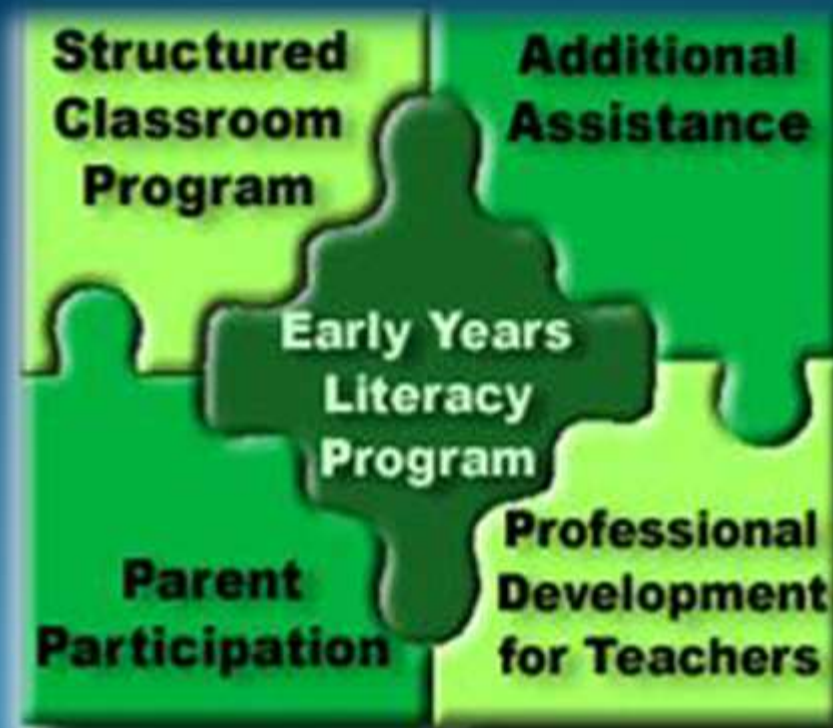 Structured
Classroom
Program
Additional
Assistance
Early Years
Literacy
Program
Parent
Participation
Professional
Development
for Teachers